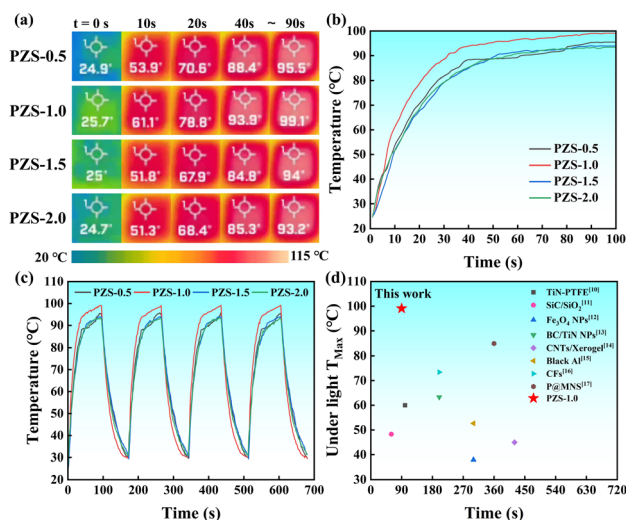 (a) t = 0 s 10s 20s 40s ~ 90s
PZS-0.5 24.9° 53.9° 70.6° 88.4° 95.5°
PZS-1.0 25.7° 61.1° 78.8° 93.9° 99.1°
PZS-1.5 25° 51.8° 67.9° 84.8° 94°
PZS-2.0 24.7° 51.3° 68.4° 85.3° 93.2°
20 °C 115 °C
(b)
Temperature (°C)
100
90
80
70
60
50
40
30
20
PZS-0.5
PZS-1.0
PZS-1.5
PZS-2.0
0 10 20 30 40 50 60 70 80 90 100
Time (s)
(c)
PZS-0.5 PZS-1.0 PZS-1.5 PZS-2.0
Temperature (°C)
110
100
90
80
70
60
50
40
30
20
0 100 200 300 400 500 600 700
Time (s)
(d)
This work
Under light TMax (°C)
110
100
90
80
70
60
50
40
30
TiN-PTFE[10]
SiC/SiO2[11]
Fe3O4 NPs[12]
BC/TiN NPs[13]
CNTs/Xerogel[14]
Black Al[15]
CFs[16]
P@MNS[17]
PZS-1.0
0 90 180 270 360 450 540 630 720
Time (s)